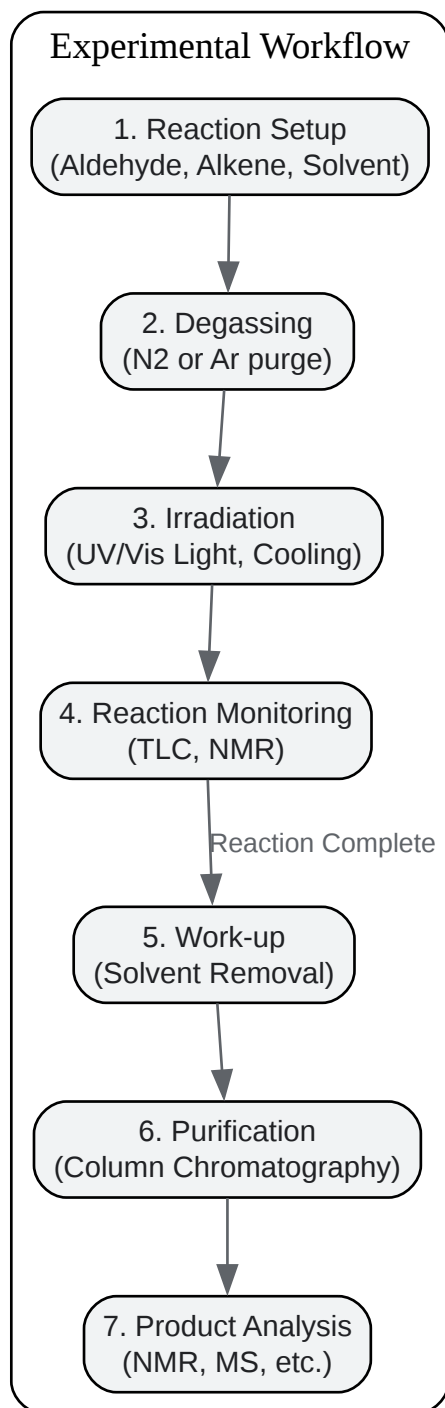 Experimental Workflow
1. Reaction Setup
(Aldehyde, Alkene, Solvent)
2. Degassing
(N2 or Ar purge)
3. Irradiation
(UV/Vis Light, Cooling)
4. Reaction Monitoring
(TLC, NMR)
Reaction Complete
5. Work-up
(Solvent Removal)
6. Purification
(Column Chromatography)
7. Product Analysis
(NMR, MS, etc.)